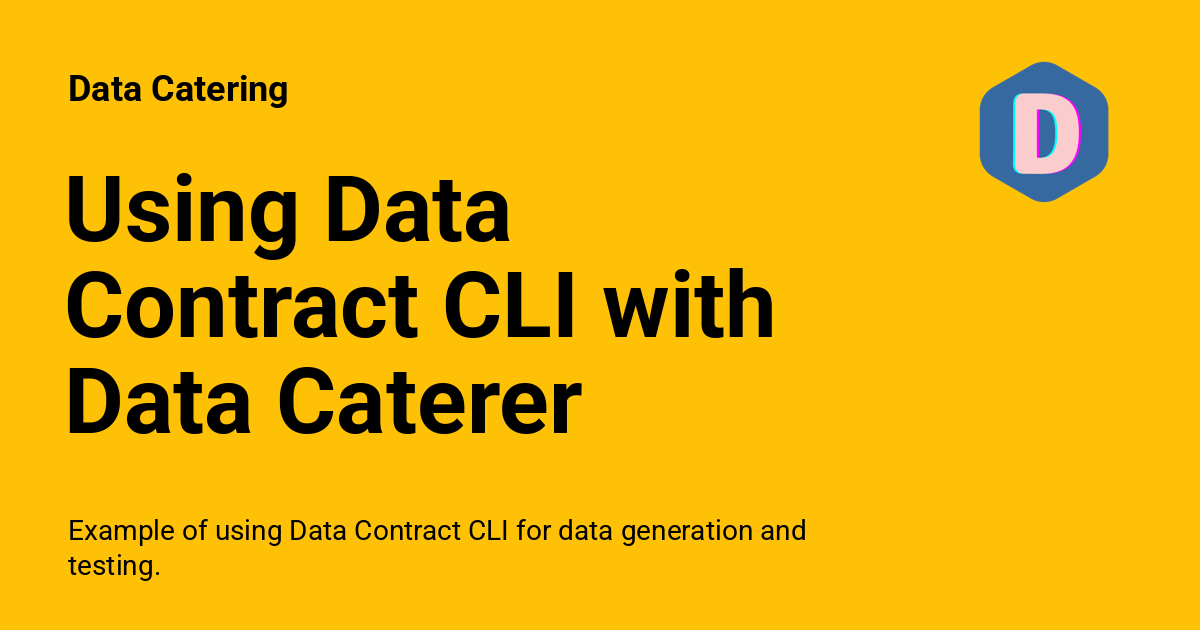 Data Catering
D
Using Data
Contract CLI with
Data Caterer
Example of using Data Contract CLI for data generation and
testing.